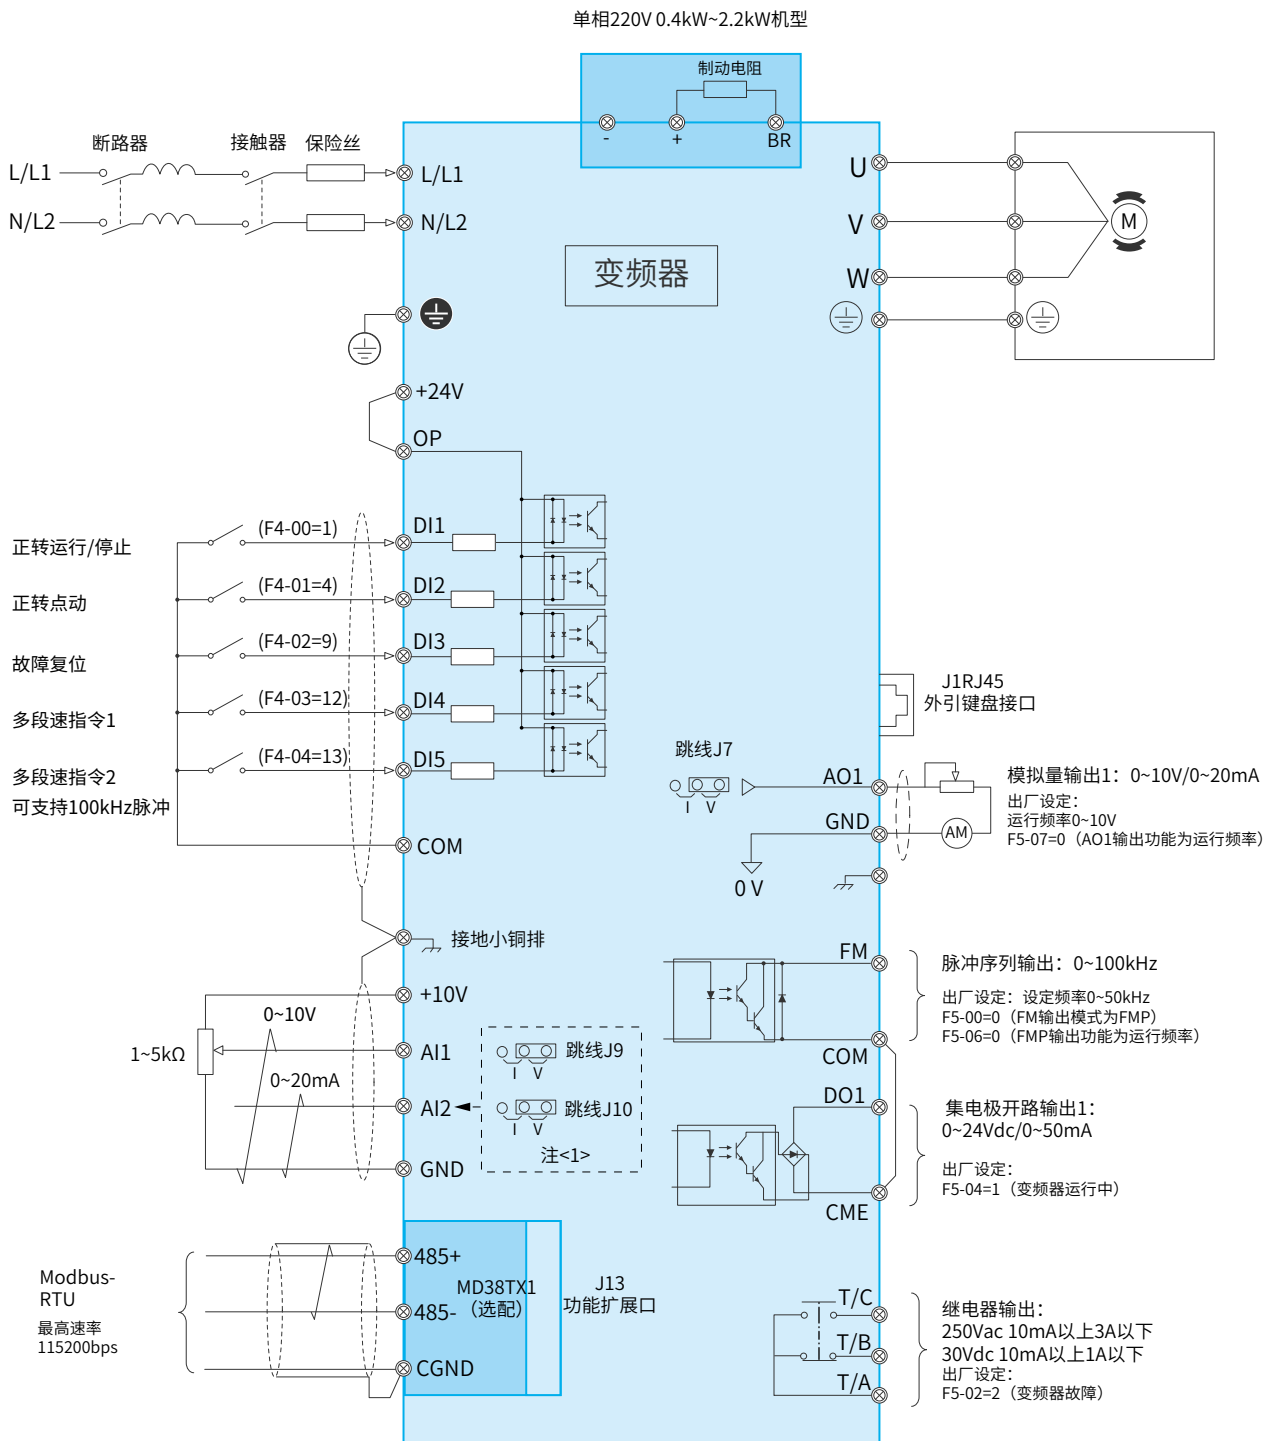 单相220V 0.4kW~2.2kW机型
制动电阻
- + BR
断路器 接触器 保险丝
L/L1
L/L1
N/L2
N/L2
变频器
U
V
W
M
+24V
OP
正转运行/停止
(F4-00=1)
DI1
正转点动
(F4-01=4)
DI2
故障复位
(F4-02=9)
DI3
多段速指令1
(F4-03=12)
DI4
多段速指令2
可支持100kHz脉冲
(F4-04=13)
DI5
COM
接地小铜排
J1RJ45
外引键盘接口
跳线J7
I V
AO1
GND
0 V
AM
模拟量输出1：0~10V/0~20mA
出厂设定：
运行频率0~10V
F5-07=0（AO1输出功能为运行频率）
FM
COM
脉冲序列输出：0~100kHz
出厂设定：设定频率0~50kHz
F5-00=0（FM输出模式为FMP）
F5-06=0（FMP输出功能为运行频率）
+10V
0~10V
1~5kΩ
AI1
0~20mA
AI2
GND
跳线J9
I V
跳线J10
I V
注<1>
DO1
CME
集电极开路输出1：
0~24Vdc/0~50mA
出厂设定：
F5-04=1（变频器运行中）
Modbus-
RTU
最高速率
115200bps
485+
485-
CGND
MD38TX1
（选配）
J13
功能扩展口
T/C
T/B
T/A
继电器输出：
250Vac 10mA以上3A以下
30Vdc 10mA以上1A以下
出厂设定：
F5-02=2（变频器故障）